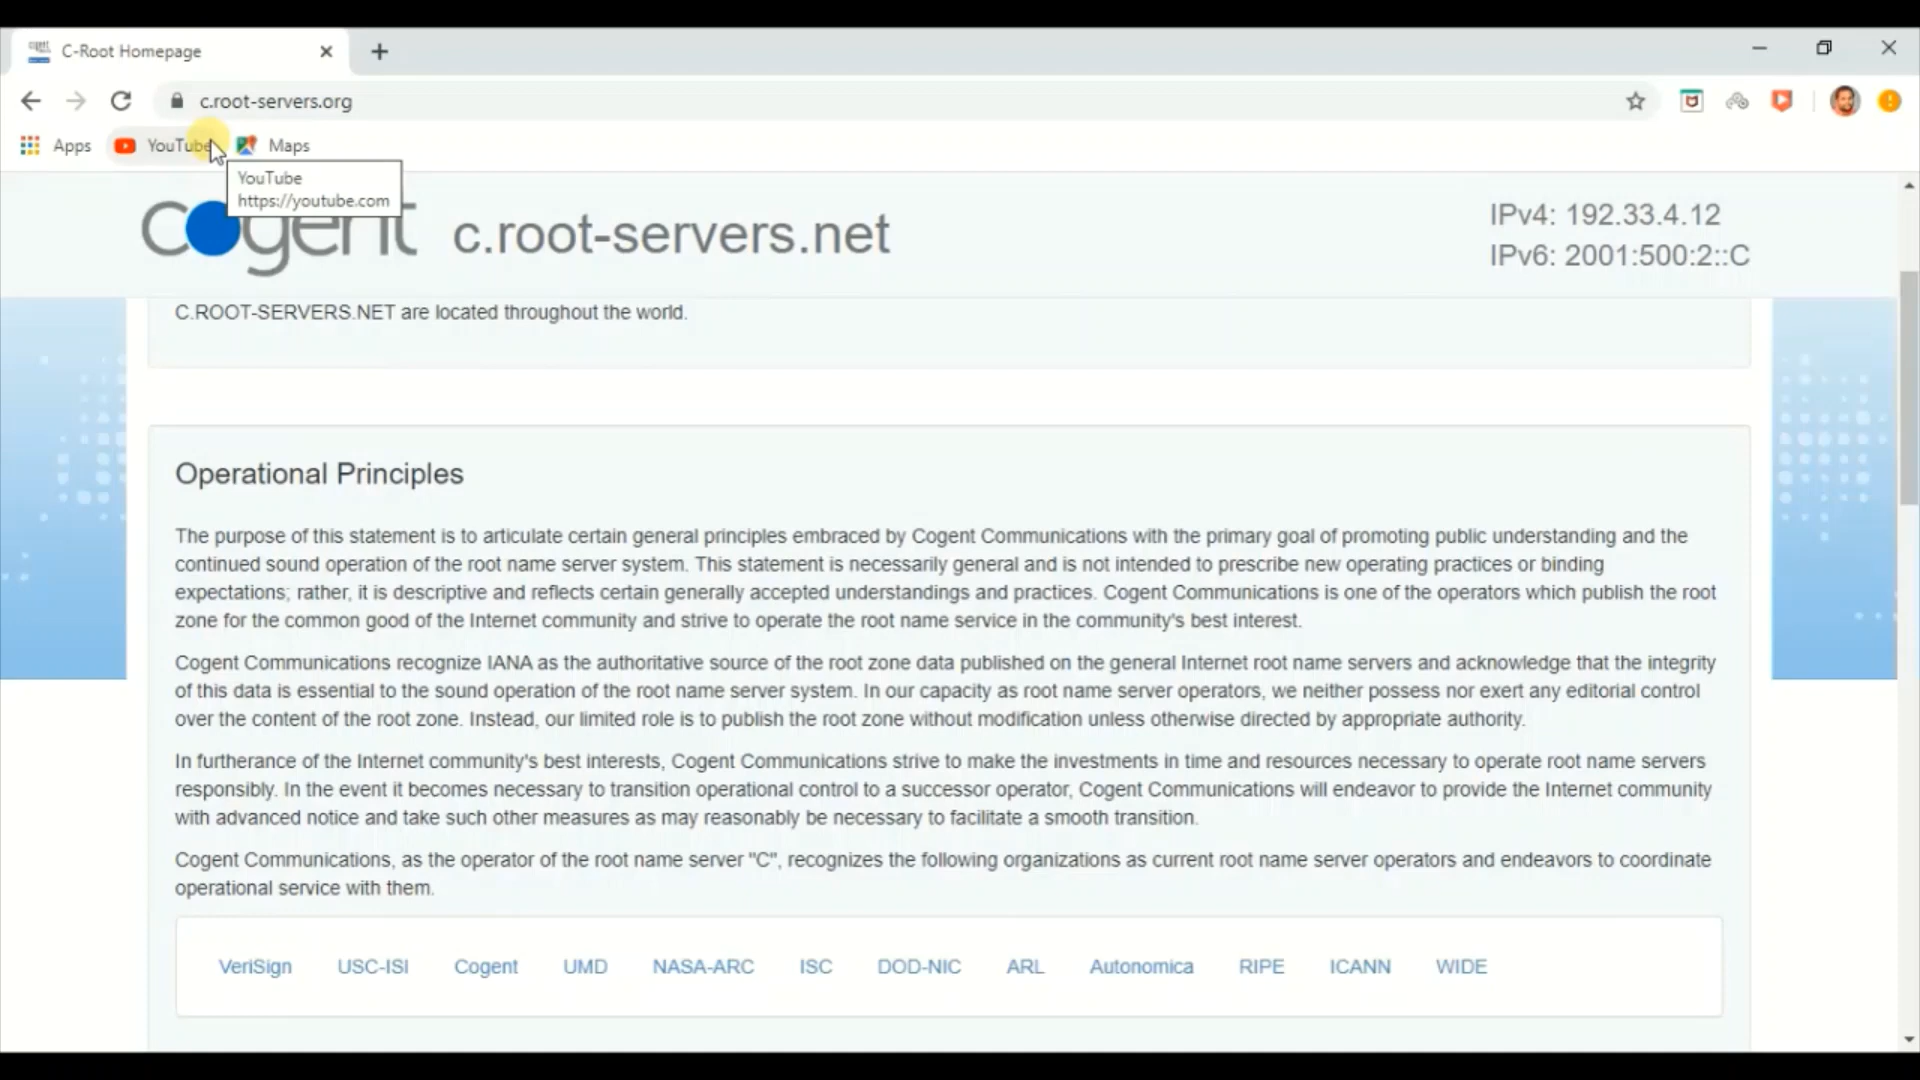 C-Root Homepage
c.root-servers.org
Apps
YouTube
Maps
YouTube
https://youtube.com
Cogent
c.root-servers.net
IPv4: 192.33.4.12
IPv6: 2001:500:2::C
C.ROOT-SERVERS.NET are located throughout the world.
Operational Principles
The purpose of this statement is to articulate certain general principles embraced by Cogent Communications with the primary goal of promoting public understanding and the
continued sound operation of the root name server system. This statement is necessarily general and is not intended to prescribe new operating practices or binding
expectations; rather, it is descriptive and reflects certain generally accepted understandings and practices. Cogent Communications is one of the operators which publish the root
zone for the common good of the Internet community and strive to operate the root name service in the community's best interest.
Cogent Communications recognize IANA as the authoritative source of the root zone data published on the general Internet root name servers and acknowledge that the integrity
of this data is essential to the sound operation of the root name server system. In our capacity as root name server operators, we neither possess nor exert any editorial control
over the content of the root zone. Instead, our limited role is to publish the root zone without modification unless otherwise directed by appropriate authority.
In furtherance of the Internet community's best interests, Cogent Communications strive to make the investments in time and resources necessary to operate root name servers
responsibly. In the event it becomes necessary to transition operational control to a successor operator, Cogent Communications will endeavor to provide the Internet community
with advanced notice and take such other measures as may reasonably be necessary to facilitate a smooth transition.
Cogent Communications, as the operator of the root name server "C", recognizes the following organizations as current root name server operators and endeavors to coordinate
operational service with them.
VeriSign USC-ISI Cogent UMD NASA-ARC ISC DOD-NIC ARL Autonomica RIPE ICANN WIDE